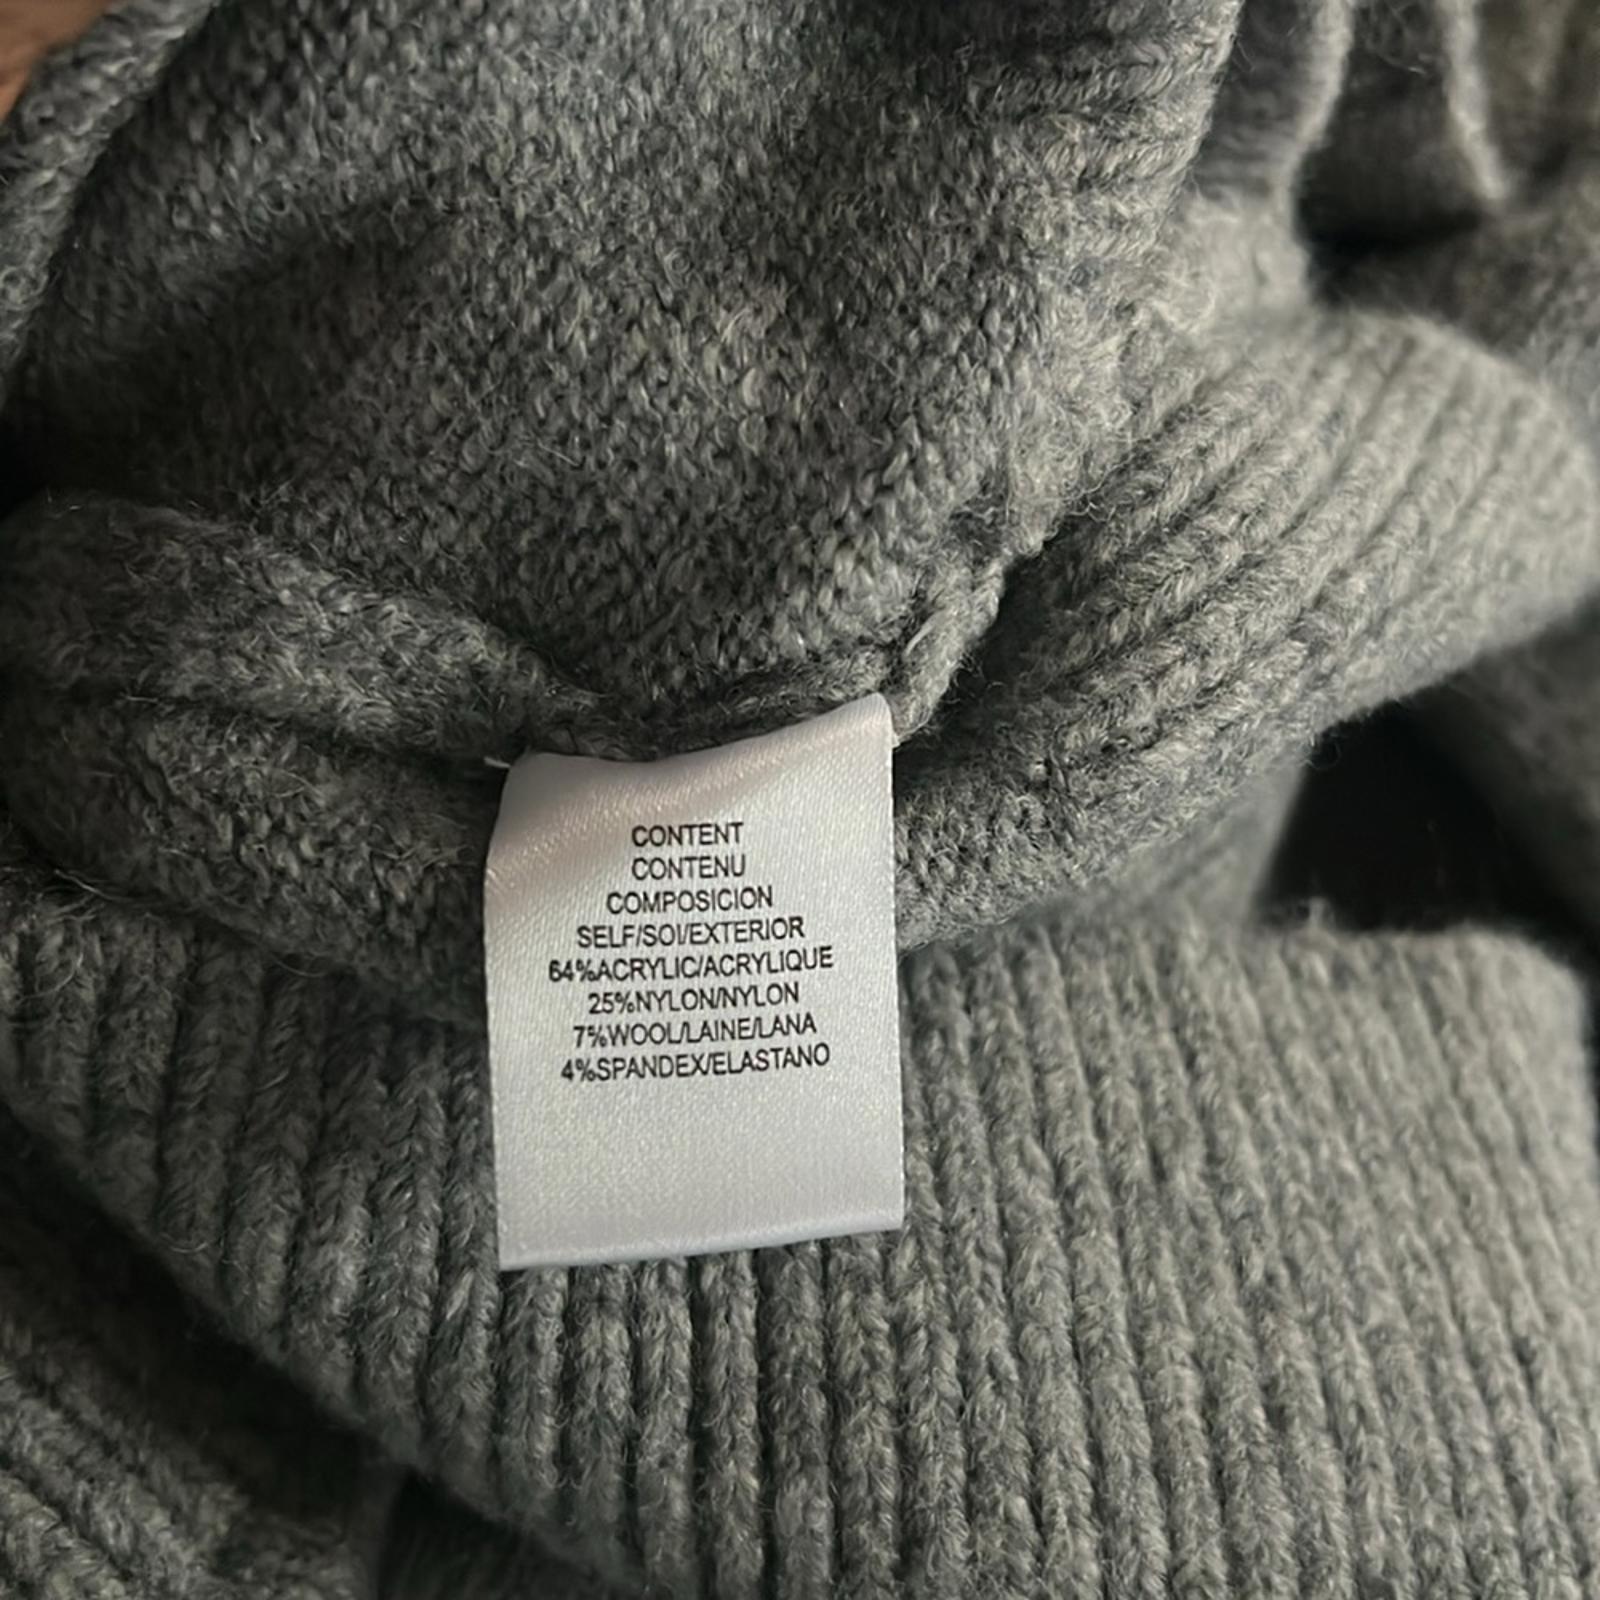 CONTENT
CONTENU
COMPOSICION
SELF/SOI/EXTERIOR
64%ACRYLIC/ACRYLIQUE
25%NYLON/NYLON
7%WOOL/LAINE/LANA
4%SPANDEX/ELASTANO